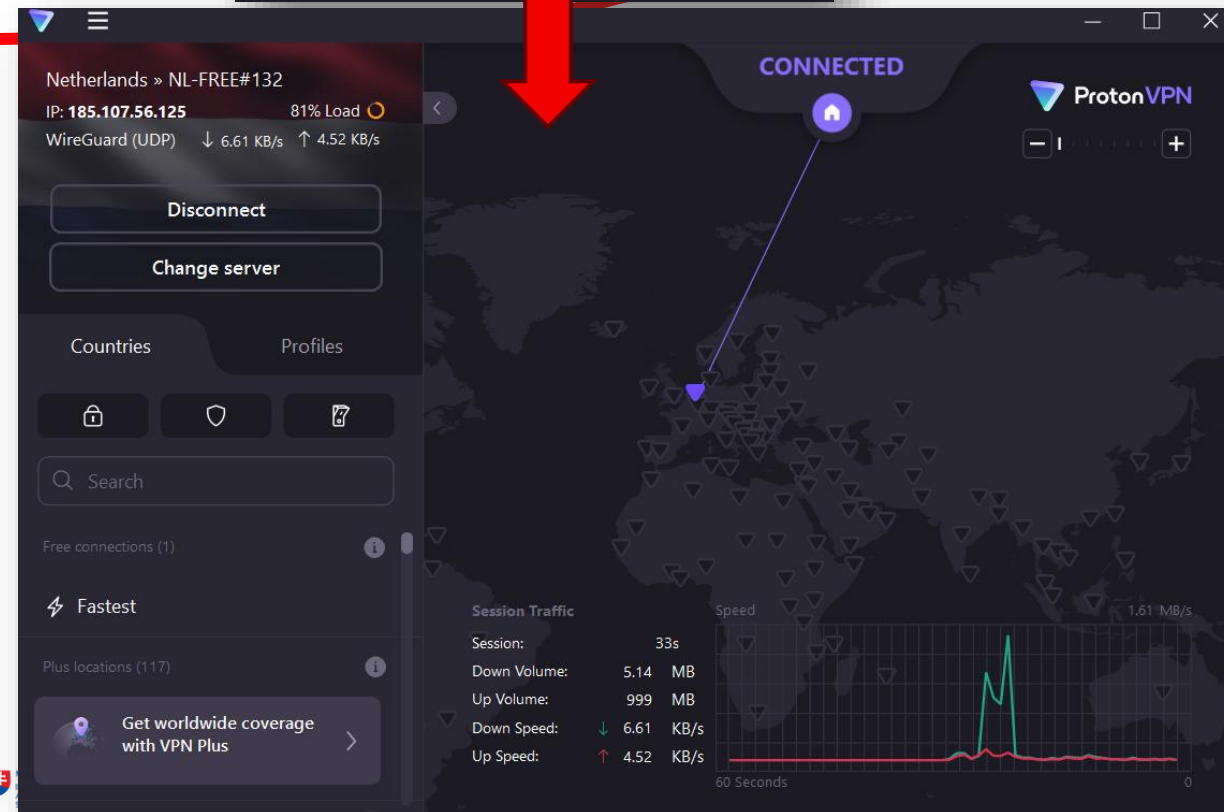 CONNECTED
ProtonVPN
Netherlands » NL-FREE#132
IP: 185.107.56.125 81% Load
WireGuard (UDP) ↓ 6.61 KB/s ↑ 4.52 KB/s
Disconnect
Change server
Countries Profiles
Search
Free connections (1)
Fastest
Plus locations (117)
Get worldwide coverage
with VPN Plus
Session Traffic
Session: 33s
Down Volume: 5.14 MB
Up Volume: 999 MB
Down Speed: ↓ 6.61 KB/s
Up Speed: ↑ 4.52 KB/s
Speed 1.61 MB/s
60 Seconds 0